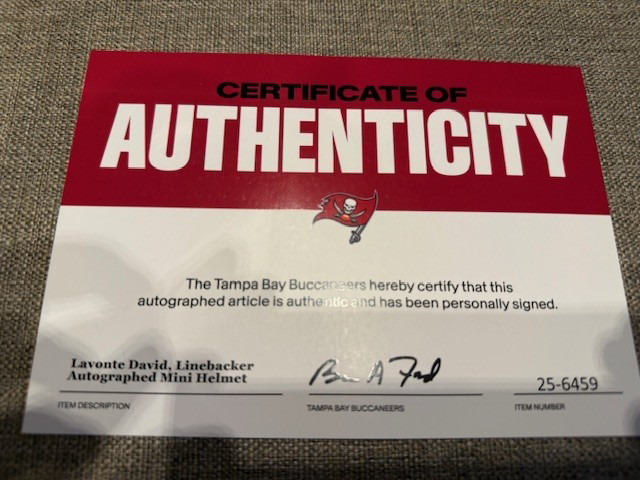 CERTIFICATE OF
AUTHENTICITY
The Tampa Bay Buccaneers hereby certify that this
autographed article is authentic and has been personally signed.
Lavonte David, Linebacker
Autographed Mini Helmet
25-6459
ITEM DESCRIPTION
TAMPA BAY BUCCANEERS
ITEM NUMBER